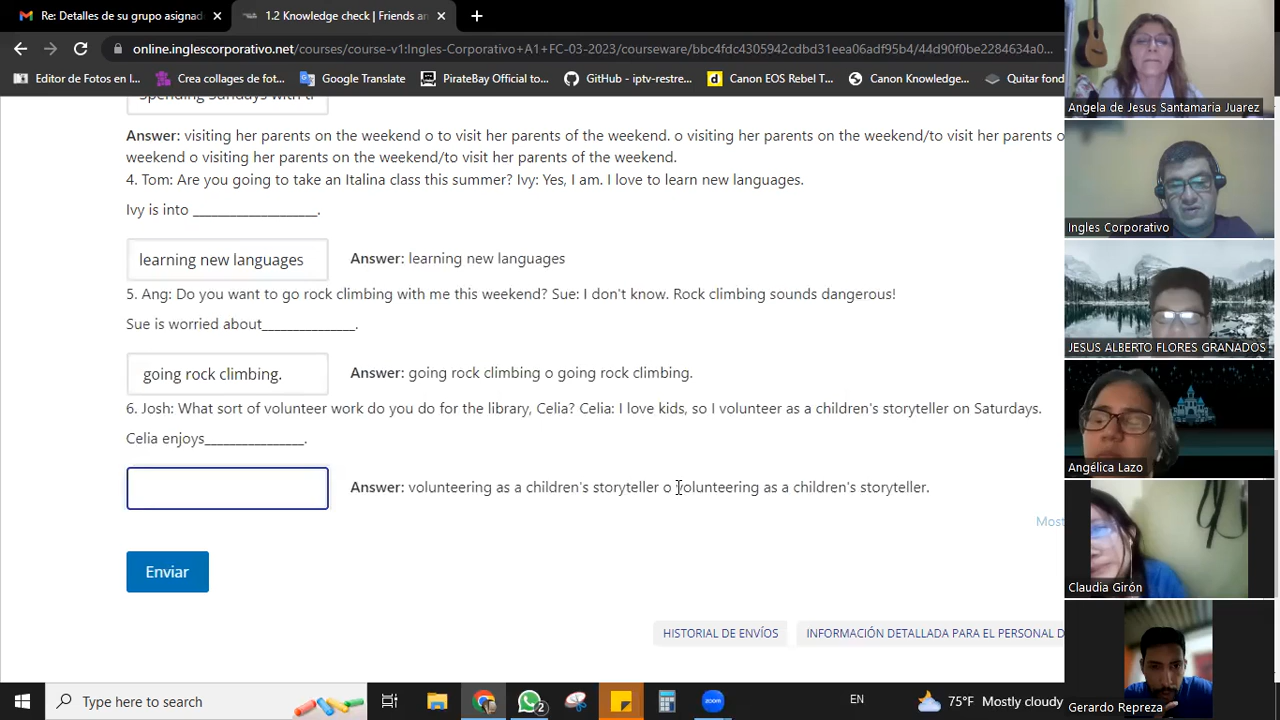 Re: Detalles de su grupo asignad
1.2 Knowledge check | Friends an
online.inglescorporativo.net/courses/course-v1:Ingles-Corporativo+A1+FC-03-2023/courseware/bbc4fdc4305942cdbd31eea06adf95b4/44d90f0be2284634a0...
Editor de Fotos en l...
Crea collages de fot...
Google Translate
PirateBay Official to...
GitHub - iptv-restre...
Canon EOS Rebel T...
Canon Knowledge...
Quitar fond
Spending Sundays with t
Answer: visiting her parents on the weekend o to visit her parents of the weekend. o visiting her parents on the weekend/to visit her parents o
weekend o visiting her parents on the weekend/to visit her parents of the weekend.
4. Tom: Are you going to take an Italina class this summer? Ivy: Yes, I am. I love to learn new languages.
Ivy is into ___________________.
learning new languages
Answer: learning new languages
5. Ang: Do you want to go rock climbing with me this weekend? Sue: I don't know. Rock climbing sounds dangerous!
Sue is worried about_______________.
going rock climbing.
Answer: going rock climbing o going rock climbing.
6. Josh: What sort of volunteer work do you do for the library, Celia? Celia: I love kids, so I volunteer as a children's storyteller on Saturdays.
Celia enjoys________________.
Answer: volunteering as a children's storyteller o volunteering as a children's storyteller.
Most
Enviar
HISTORIAL DE ENVÍOS
INFORMACIÓN DETALLADA PARA EL PERSONAL D
Angela de Jesus Santamaria Juarez
Ingles Corporativo
JESUS ALBERTO FLORES GRANADOS
Angélica Lazo
Claudia Girón
Gerardo Repreza
Type here to search
2
zoom
EN
75°F Mostly cloudy